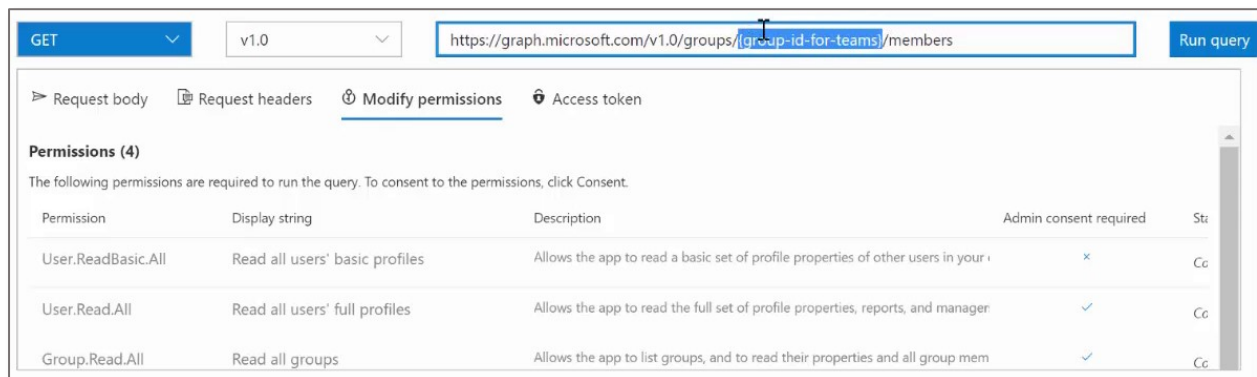 GET v1.0 https://graph.microsoft.com/v1.0/groups/{group-id-for-teams}/members Run query
Request body Request headers Modify permissions Access token
Permissions (4)
The following permissions are required to run the query. To consent to the permissions, click Consent.
Permission Display string Description Admin consent required Sta
User.ReadBasic.All Read all users' basic profiles Allows the app to read a basic set of profile properties of other users in your Co
User.Read.All Read all users' full profiles Allows the app to read the full set of profile properties, reports, and manager Co
Group.Read.All Read all groups Allows the app to list groups, and to read their properties and all group mem Co